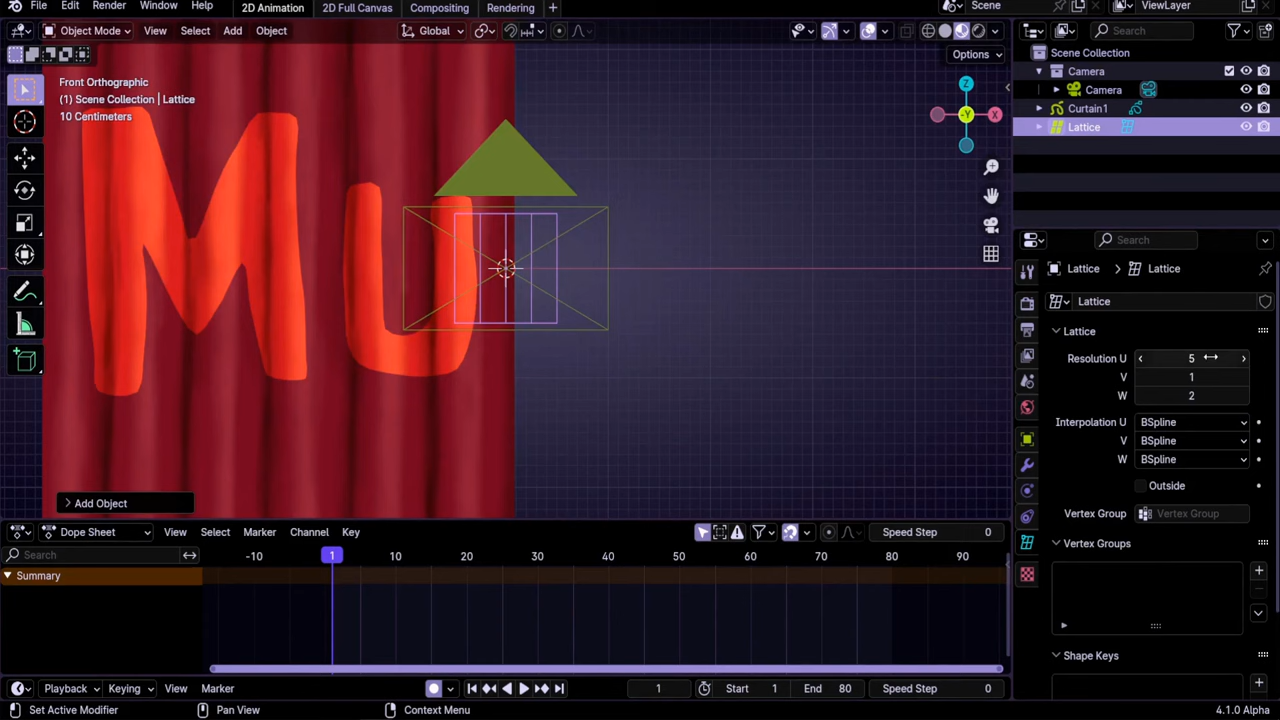 File Edit Render Window Help 2D Animation 2D Full Canvas Compositing Rendering + Scene ViewLayer
Object Mode View Select Add Object Global Search
Options
Front Orthographic
(1) Scene Collection | Lattice
10 Centimeters
Z
-Y
X
MU
Scene Collection
Camera
Camera
Curtain1
Lattice
Search
Lattice > Lattice
Lattice
Lattice
Resolution U 5
V 1
W 2
Interpolation U BSpline
V BSpline
W BSpline
Outside
Vertex Group Vertex Group
Vertex Groups
Shape Keys
> Add Object
Dope Sheet View Select Marker Channel Key Speed Step 0
Search -10 1 10 20 30 40 50 60 70 80 90
Summary
Playback Keying View Marker 1 Start 1 End 80 Speed Step 0
Set Active Modifier Pan View Context Menu 4.1.0 Alpha